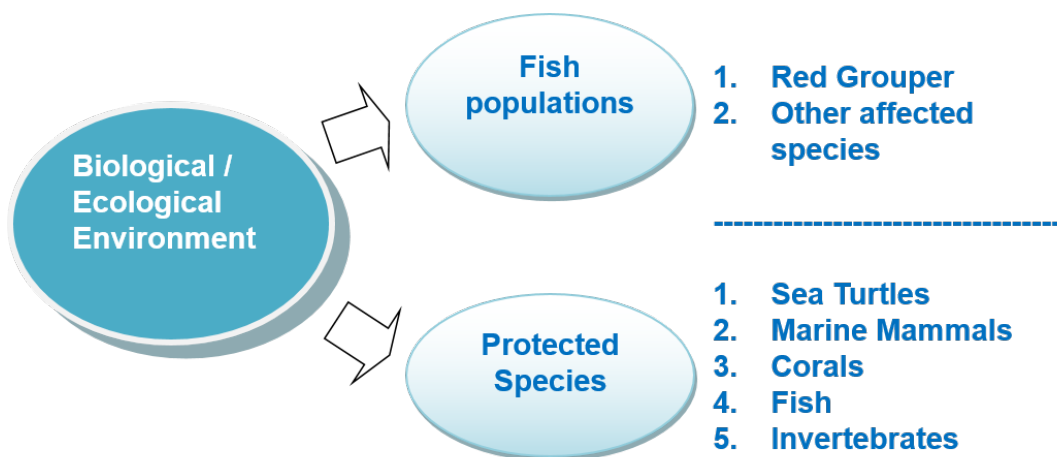 Biological /
Ecological
Environment
Fish
populations
1. Red Grouper
2. Other affected
species
Protected
Species
1. Sea Turtles
2. Marine Mammals
3. Corals
4. Fish
5. Invertebrates